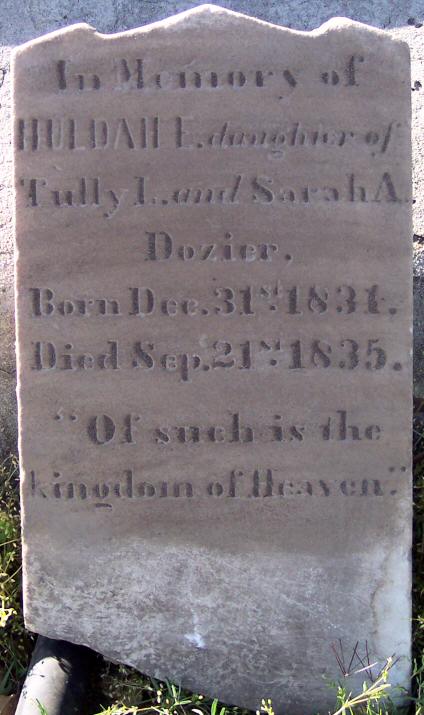 In Memory of
HULDAH E. daughter of
Tully L. and Sarah A.
Dozier,
Born Dec. 31st 1834.
Died Sep. 21st 1835.
"Of such is the
kingdom of Heaven."